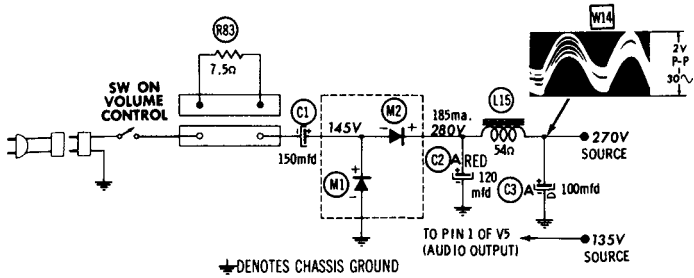 R83
7.5Ω
SW ON
VOLUME
CONTROL
C1
150mfd
145V
M2
M1
185ma.
280V
L15
54Ω
W14
2V
P-P
30∿
C2 A RED
120
mfd
C3 A
100mfd
270V
SOURCE
TO PIN 1 OF V5
(AUDIO OUTPUT)
135V
SOURCE
DENOTES CHASSIS GROUND